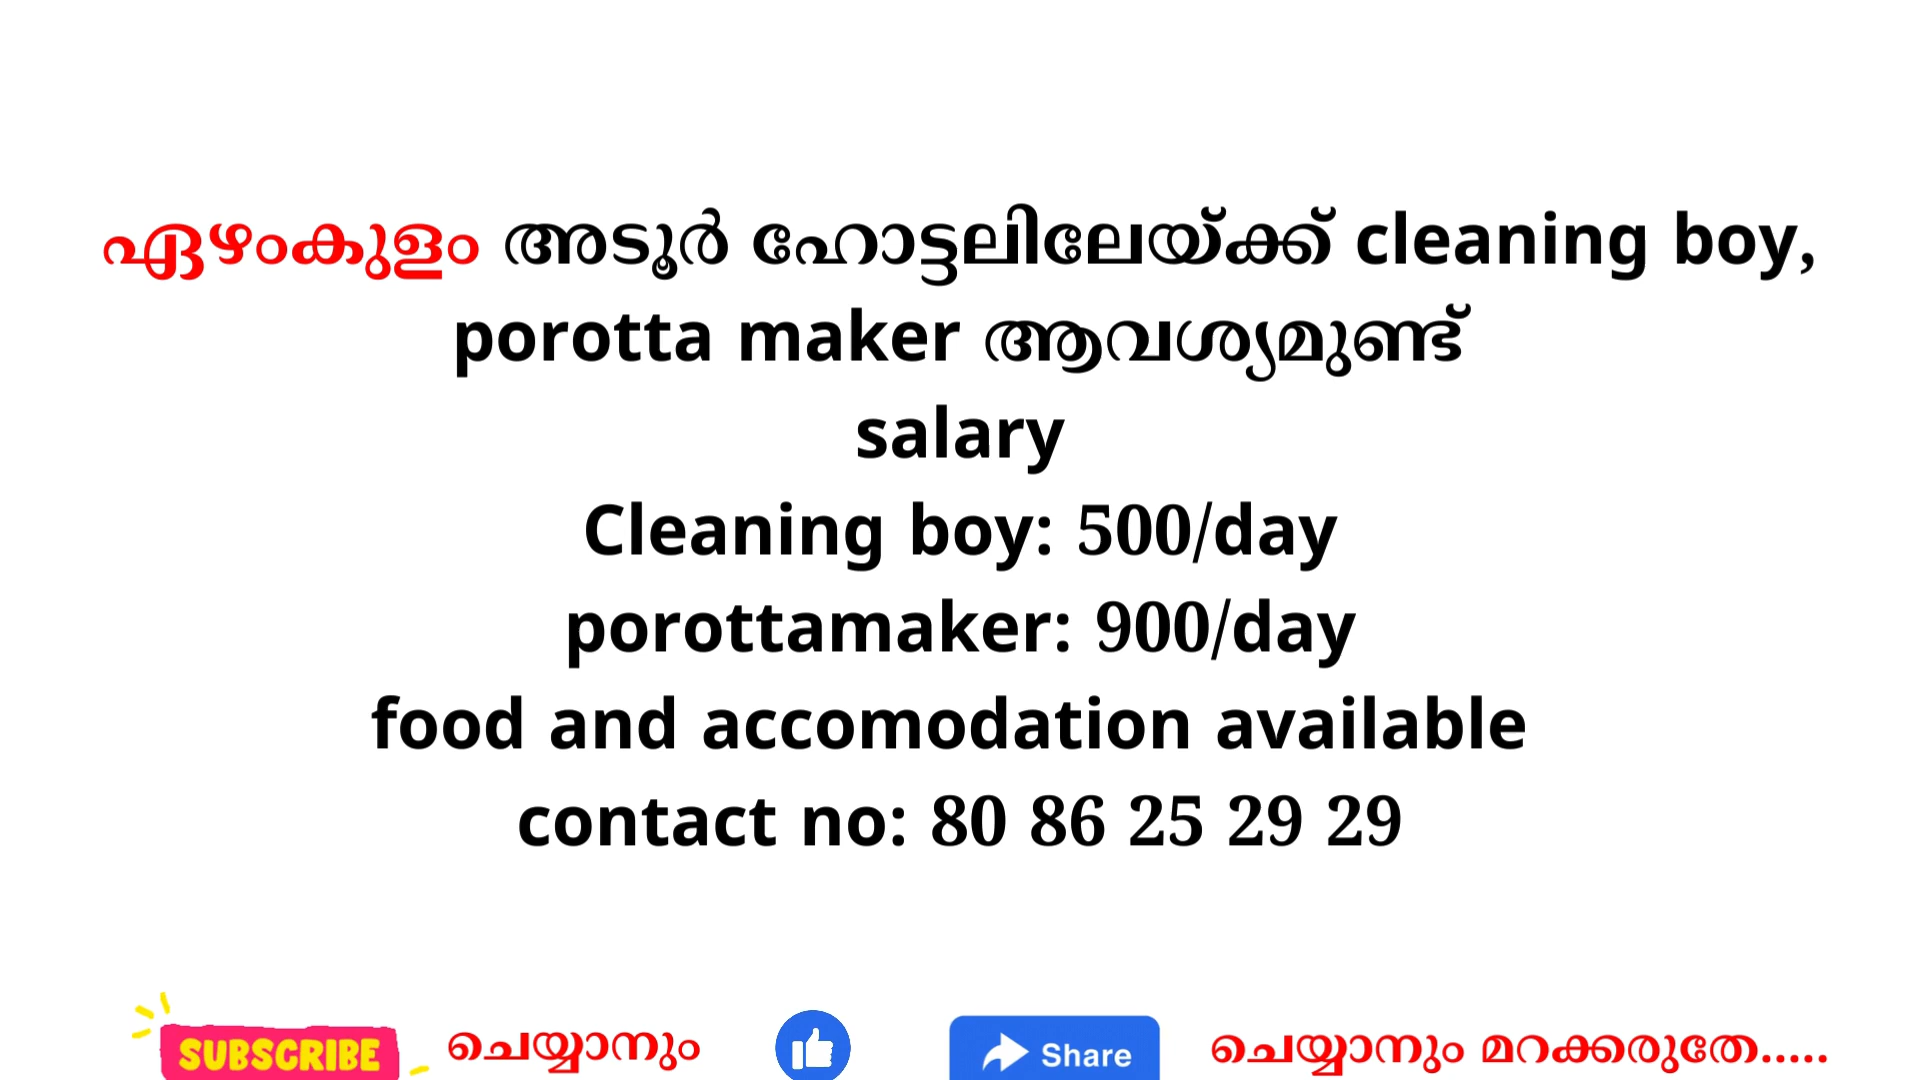 ഏഴംകുളം അടൂർ ഹോട്ടലിലേയ്ക്ക് cleaning boy,
porotta maker ആവശ്യമുണ്ട്
salary
Cleaning boy: 500/day
porottamaker: 900/day
food and accomodation available
contact no: 80 86 25 29 29
SUBSCRIBE ചെയ്യാനും Share ചെയ്യാനും മറക്കരുതേ.....